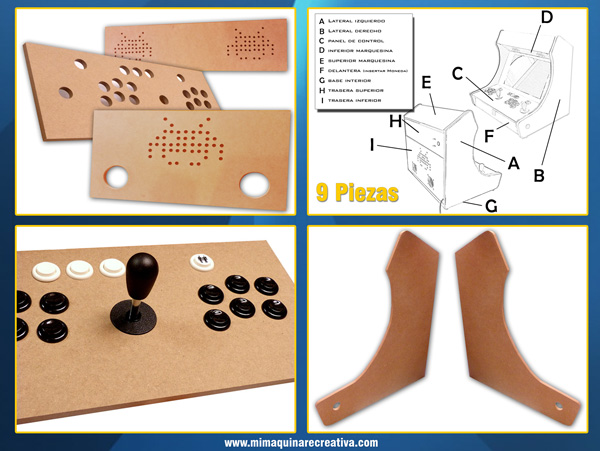 A LATERAL IZQUIERDO
B LATERAL DERECHO
C PANEL DE CONTROL
D INFERIOR MARQUESINA
E SUPERIOR MARQUESINA
F DELANTERA (INSERTAR MONEDA)
G BASE INTERIOR
H TRASERA SUPERIOR
I TRASERA INFERIOR
D
C
E
H
F
I
A
B
G
9 Piezas
www.mimaquinarecreativa.com